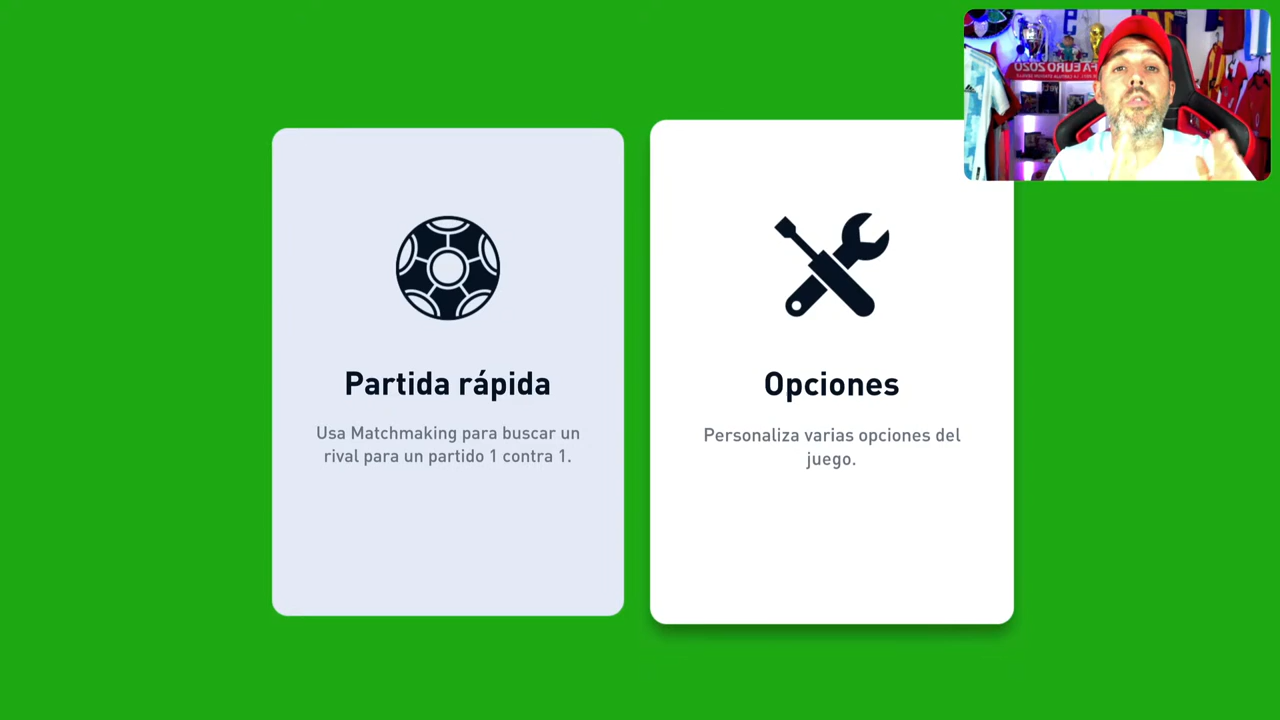 Partida rápida
Usa Matchmaking para buscar un
rival para un partido 1 contra 1.
Opciones
Personaliza varias opciones del
juego.